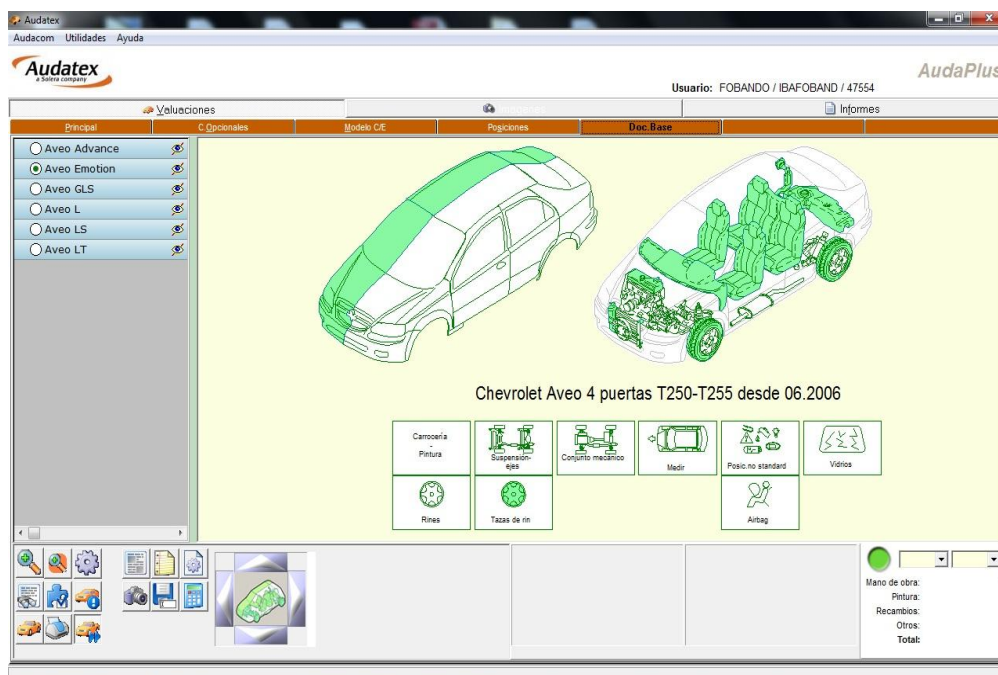 Audatex
Audacom Utilidades Ayuda
Audatex
a Solera company
AudaPlus
Usuario: FOBANDO / IBAFOBAND / 47554
Valuaciones
Informes
Principal C.Opcionales Modelo C/E Posiciones Doc.Base
Aveo Advance
Aveo Emotion
Aveo GLS
Aveo L
Aveo LS
Aveo LT
Chevrolet Aveo 4 puertas T250-T255 desde 06.2006
Carrocería
-
Pintura
Suspensión-
ejes
Conjunto mecánico
Medir
Posic.no standard
Vidrios
Rines
Tazas de rin
Airbag
Mano de obra:
Pintura:
Recambios:
Otros:
Total: